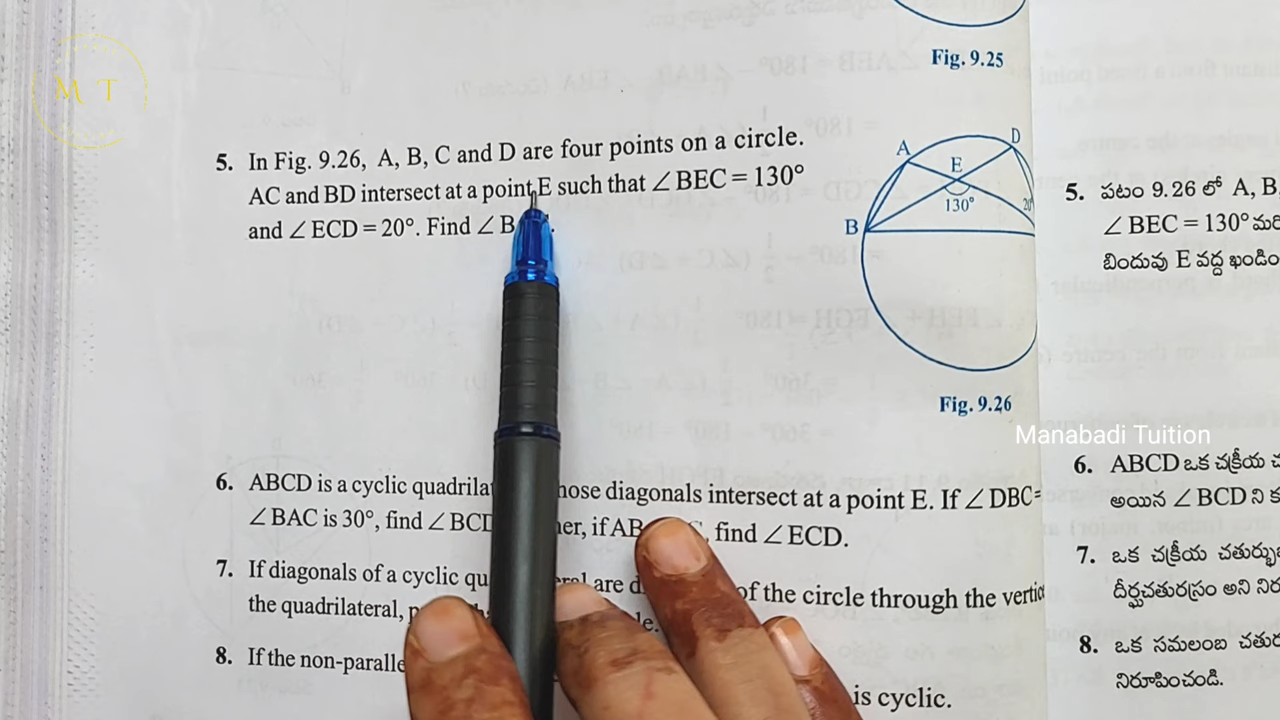 M T
Fig. 9.25
5. In Fig. 9.26, A, B, C and D are four points on a circle.
AC and BD intersect at a point E such that ∠BEC = 130°
and ∠ECD = 20°. Find ∠B
A
D
E
130°
20
B
Fig. 9.26
Manabadi Tuition
6. ABCD is a cyclic quadrila hose diagonals intersect at a point E. If ∠DBC=
∠BAC is 30°, find ∠BCD her, if AB C, find ∠ECD.
7. If diagonals of a cyclic qu eral are d of the circle through the vertic
the quadrilateral, le.
8. If the non-paralle
is cyclic.
5. పటం 9.26 లో A, B
∠BEC = 130° మరి
బిందువు E వద్ద ఖండిం
6. ABCD ఒక చక్రీయ చ
అయిన ∠BCD ని క
7. ఒక చక్రీయ చతుర్భు
దీర్ఘచతురస్రం అని నిరూ
8. ఒక సమలంబ చతుర
నిరూపించండి.